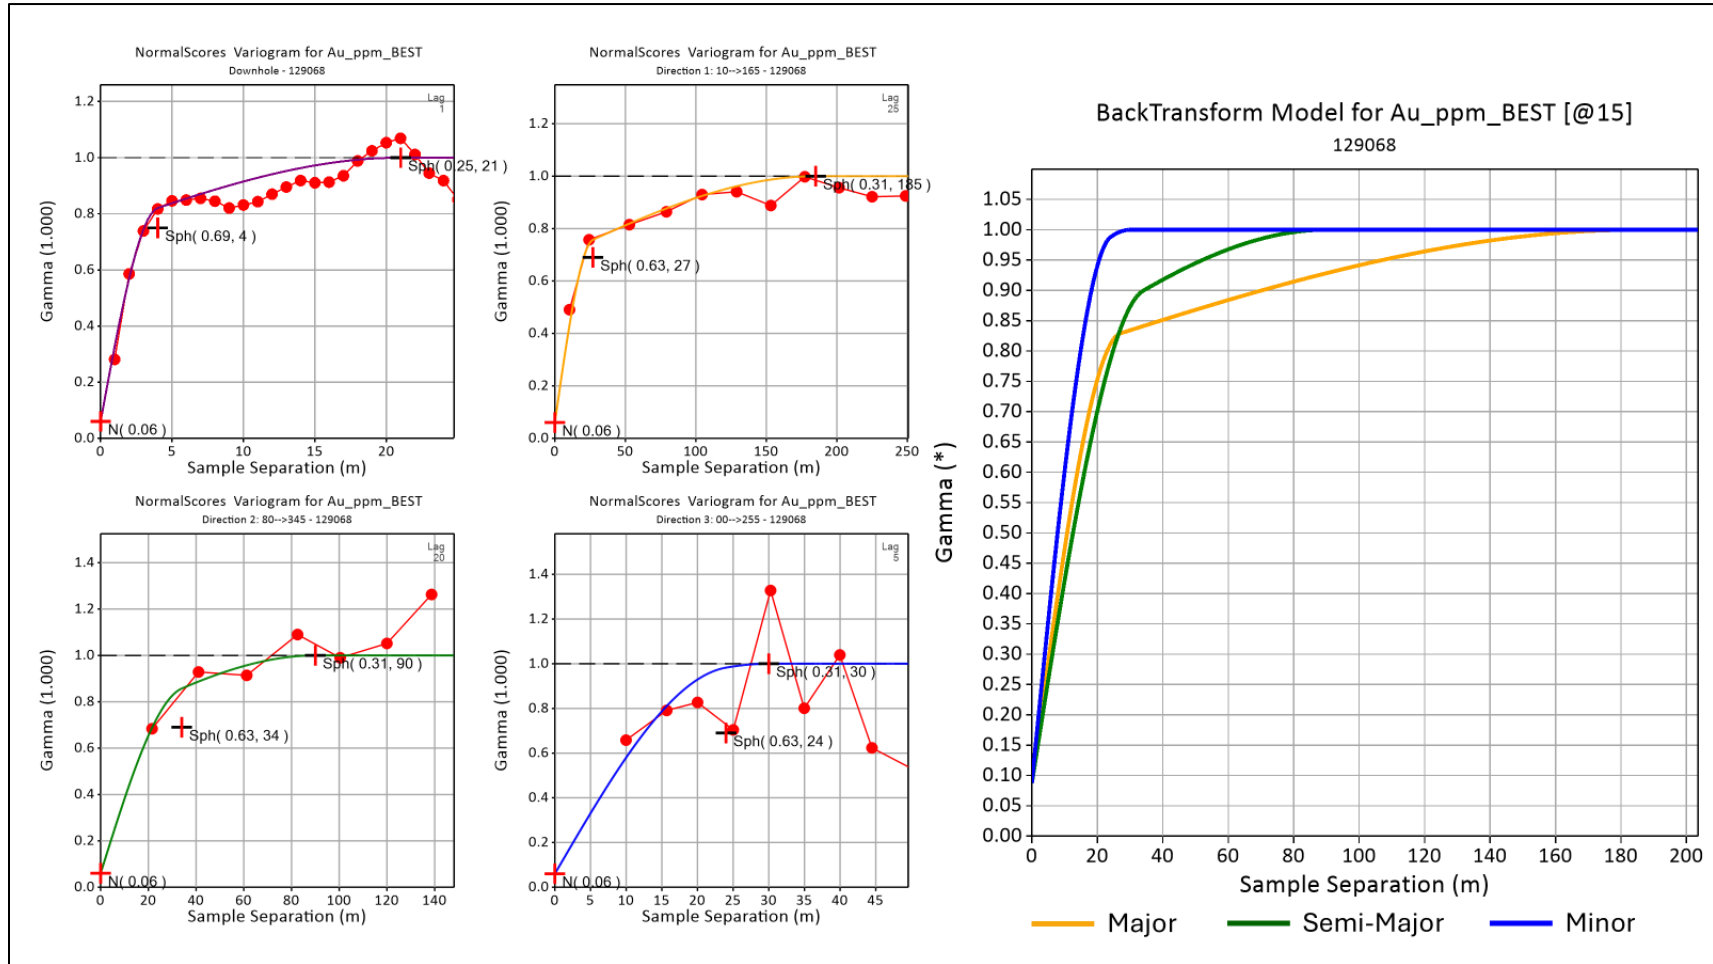 NormalScores Variogram for Au_ppm_BEST
Downhole - 129068
Lag
1
1.2
1.0
0.8
0.6
0.4
0.2
0.0
Gamma (1.000)
Sph( 0.25, 21 )
Sph( 0.69, 4 )
N( 0.06 )
0 5 10 15 20
Sample Separation (m)
NormalScores Variogram for Au_ppm_BEST
Direction 1: 10-->165 - 129068
Lag
25
1.2
1.0
0.8
0.6
0.4
0.2
0.0
Gamma (1.000)
Sph( 0.31, 185 )
Sph( 0.63, 27 )
N( 0.06 )
0 50 100 150 200 250
Sample Separation (m)
NormalScores Variogram for Au_ppm_BEST
Direction 2: 80-->345 - 129068
Lag
20
1.4
1.2
1.0
0.8
0.6
0.4
0.2
0.0
Gamma (1.000)
Sph( 0.31, 90 )
Sph( 0.63, 34 )
N( 0.06 )
0 20 40 60 80 100 120 140
Sample Separation (m)
NormalScores Variogram for Au_ppm_BEST
Direction 3: 00-->255 - 129068
Lag
5
1.4
1.2
1.0
0.8
0.6
0.4
0.2
0.0
Gamma (1.000)
Sph( 0.31, 30 )
Sph( 0.63, 24 )
N( 0.06 )
0 5 10 15 20 25 30 35 40 45
Sample Separation (m)
BackTransform Model for Au_ppm_BEST [@15]
129068
1.05
1.00
0.95
0.90
0.85
0.80
0.75
0.70
0.65
0.60
0.55
0.50
0.45
0.40
0.35
0.30
0.25
0.20
0.15
0.10
0.05
0.00
Gamma (*)
0 20 40 60 80 100 120 140 160 180 200
Sample Separation (m)
Major Semi-Major Minor